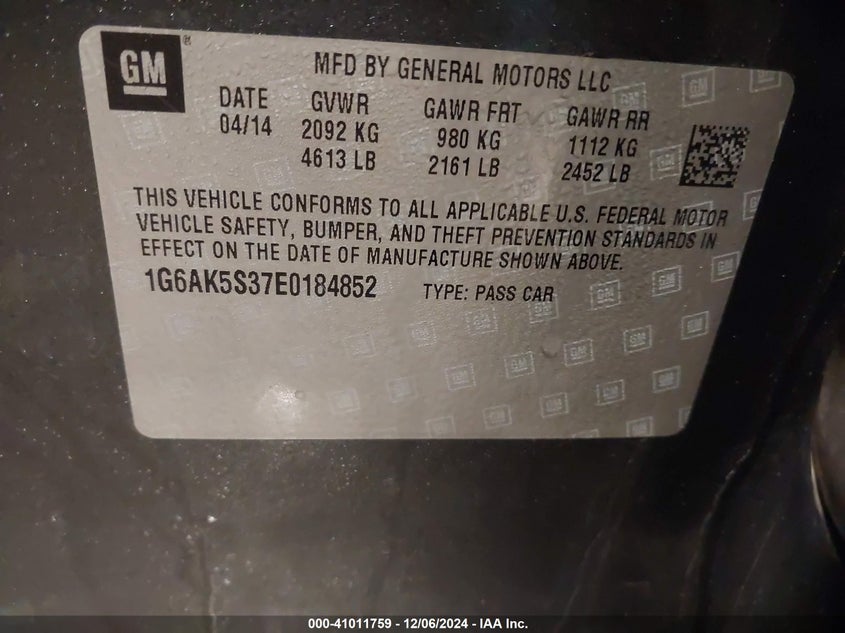 GM®
MFD BY GENERAL MOTORS LLC
DATE GVWR GAWR FRT GAWR RR
04/14 2092 KG 980 KG 1112 KG
4613 LB 2161 LB 2452 LB
THIS VEHICLE CONFORMS TO ALL APPLICABLE U.S. FEDERAL MOTOR
VEHICLE SAFETY, BUMPER, AND THEFT PREVENTION STANDARDS IN
EFFECT ON THE DATE OF MANUFACTURE SHOWN ABOVE.
1G6AK5S37E0184852 TYPE: PASS CAR
000-41011759 - 12/06/2024 - IAA Inc.